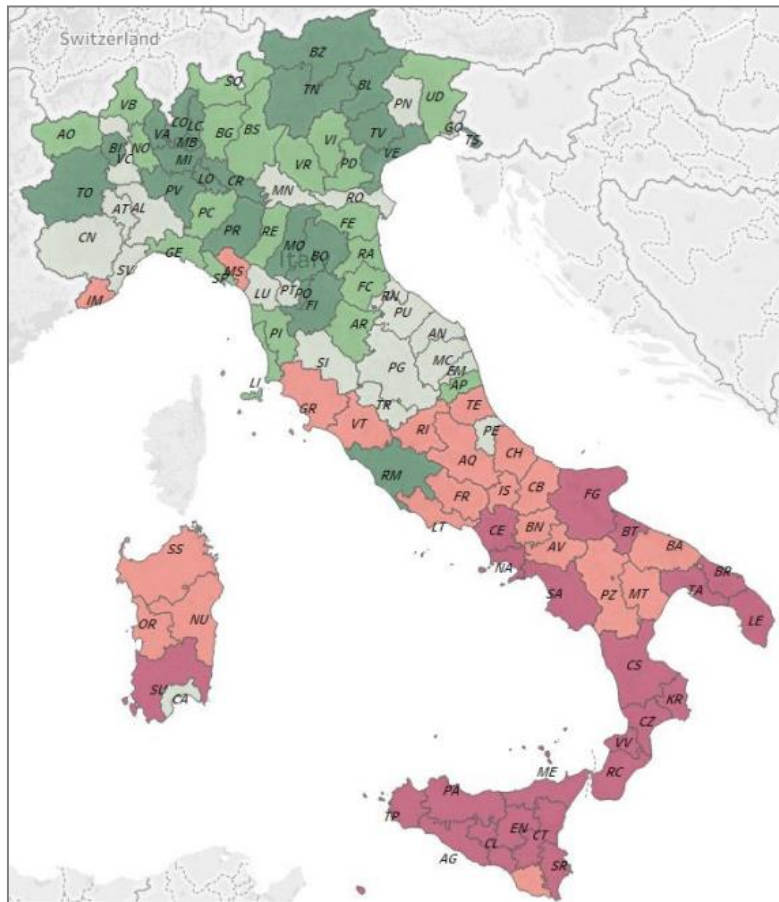 Switzerland
BZ
SO
BL
TN
VB
PN
UD
CO
LC
AO
VA
BG
BS
GO
BI
NO
MB
TV
TS
VC
MI
VI
VE
VR
PD
TO
LO
PV
CR
MN
RO
AT
AL
PC
FE
CN
PR
RE
MO
BO
GE
RA
Ital
SV
SP
MS
FC
PT
PO
IM
LU
FI
RN
PU
AR
PI
AN
SI
MC
PG
FM
AP
LI
TR
GR
TE
VT
RI
PE
CH
AQ
RM
FG
IS
CB
FR
LT
CE
BN
BT
AV
BA
SS
NA
BR
SA
PZ
MT
TA
OR
NU
LE
CS
SU
CA
KR
CZ
VV
ME
RC
PA
TP
EN
CT
AG
CL
SR